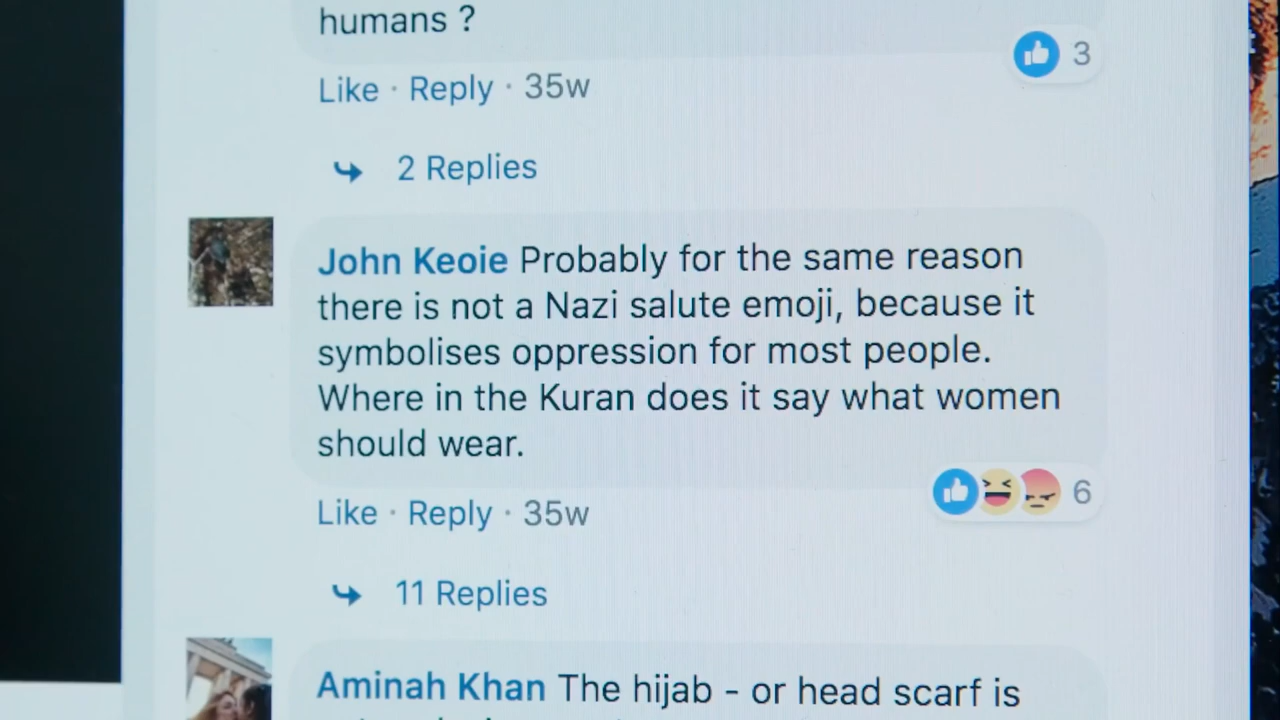 humans ?
3
Like · Reply · 35w
2 Replies
John Keoie Probably for the same reason
there is not a Nazi salute emoji, because it
symbolises oppression for most people.
Where in the Kuran does it say what women
should wear.
6
Like · Reply · 35w
11 Replies
Aminah Khan The hijab - or head scarf is